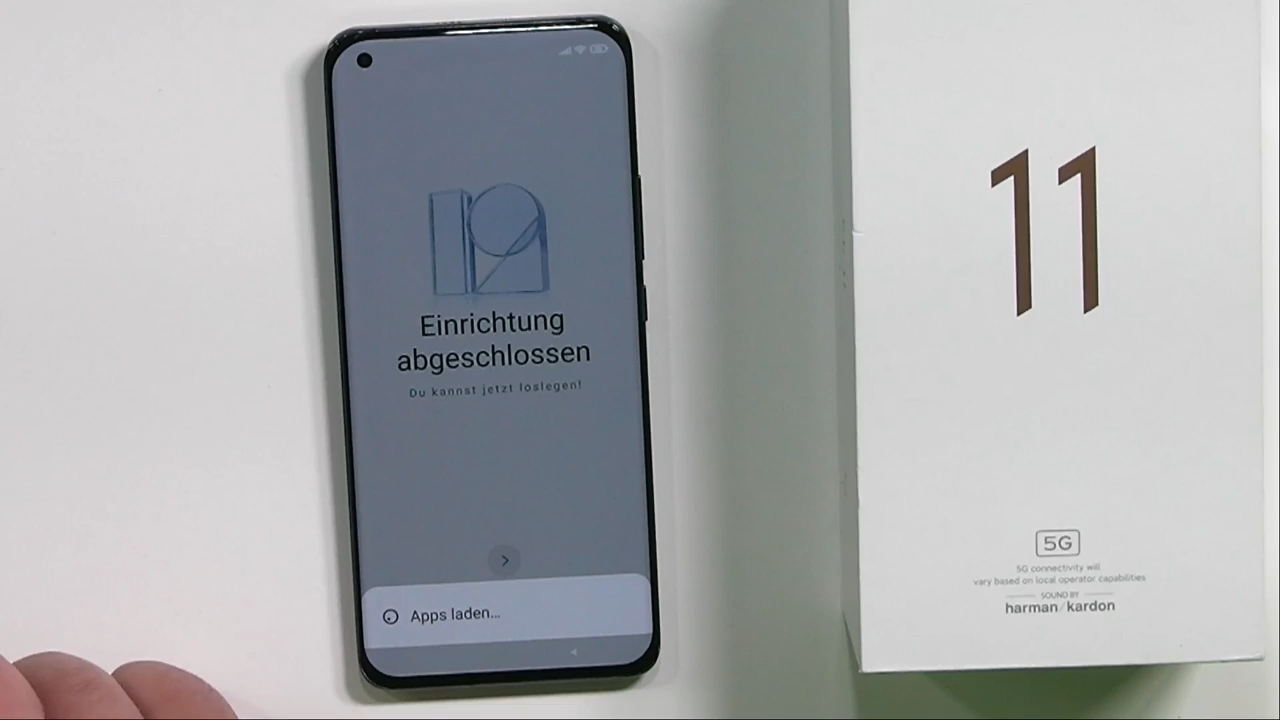 12
Einrichtung
abgeschlossen
Du kannst jetzt loslegen!
Apps laden...
11
5G
5G connectivity will
vary based on local operator capabilities
SOUND BY
harman/kardon